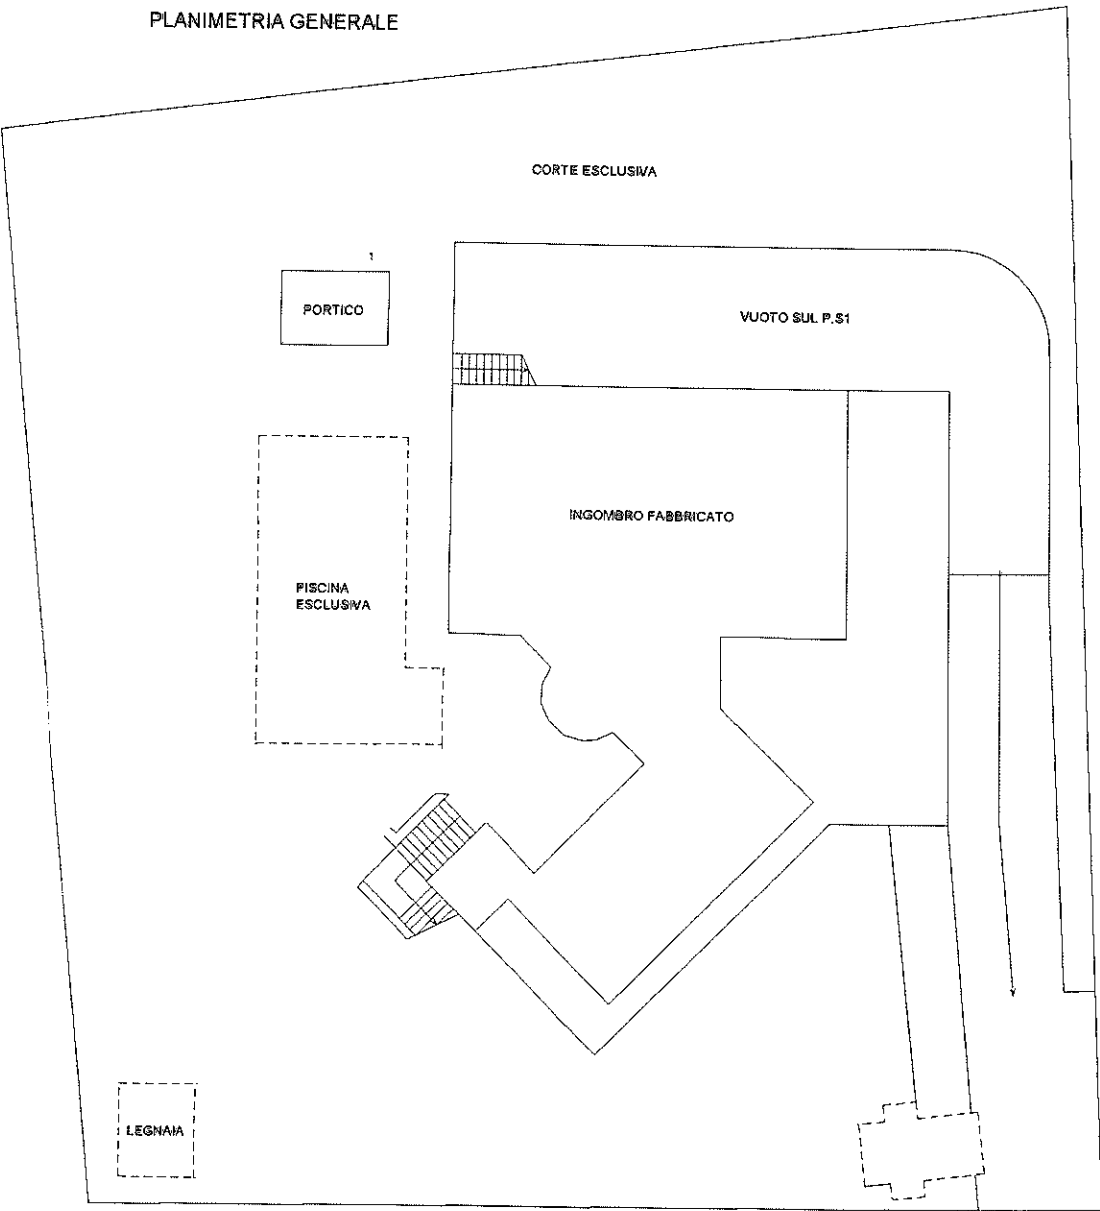 PLANIMETRIA GENERALE
CORTE ESCLUSIVA
1
PORTICO
VUOTO SUL P.S1
INGOMBRO FABBRICATO
PISCINA
ESCLUSIVA
LEGNAIA